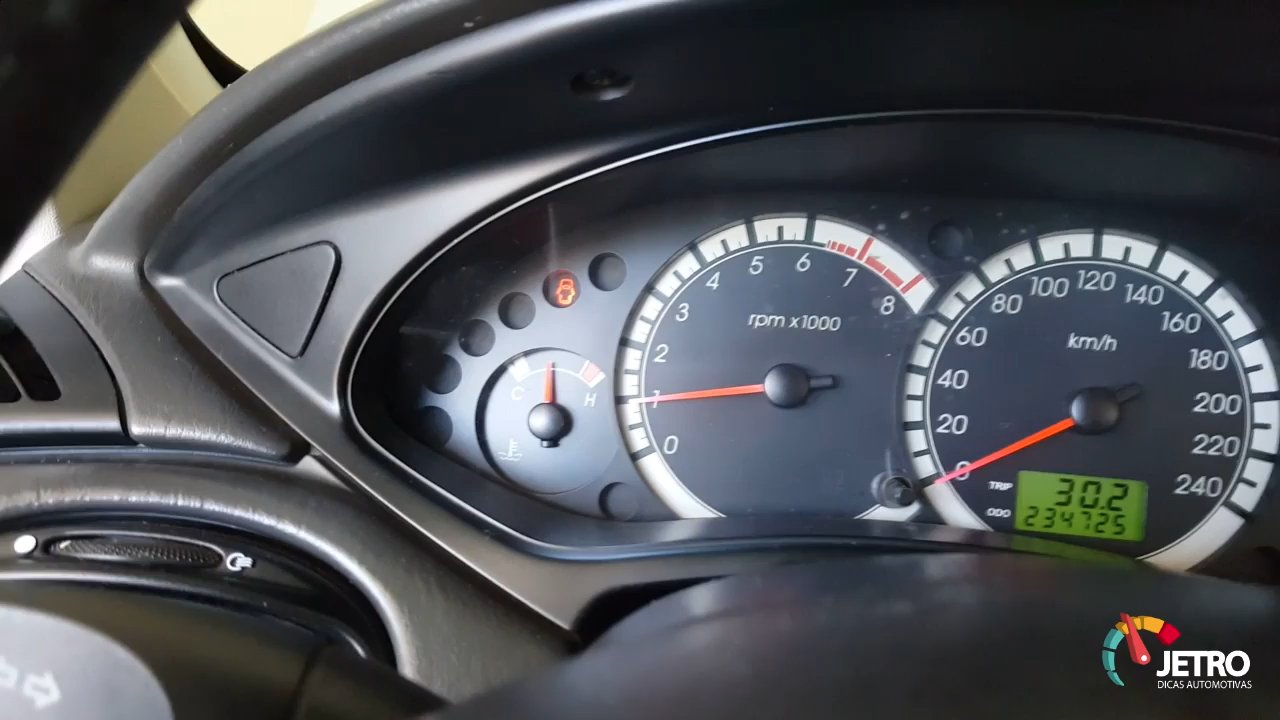 C H
0 1 2 3 4 5 6 7 8
rpm x1000
0 20 40 60 80 100 120 140 160 180 200 220 240
km/h
TRIP 30.2
ODO 234725
JETRO
DICAS AUTOMOTIVAS